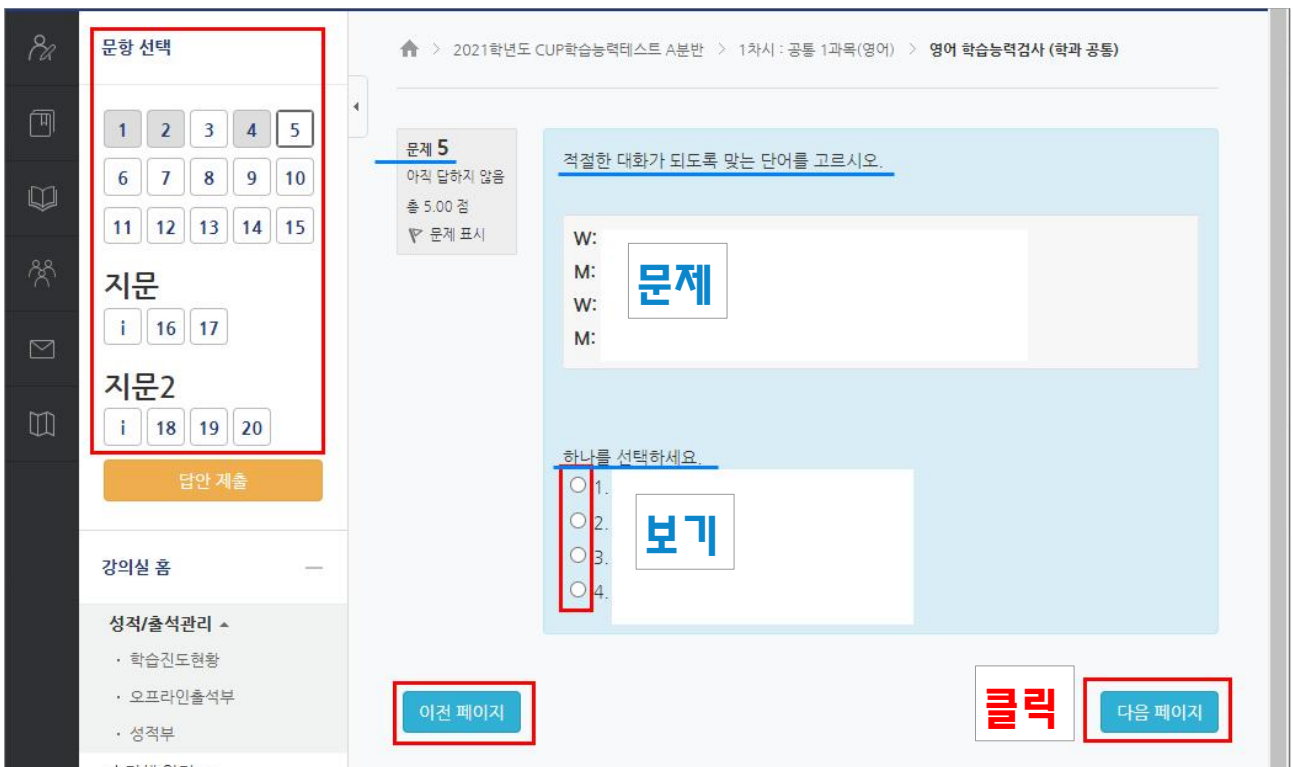 문항 선택
1 2 3 4 5
6 7 8 9 10
11 12 13 14 15
지문
i 16 17
지문2
i 18 19 20
답안 제출
강의실 홈
성적/출석관리
· 학습진도현황
· 오프라인출석부
· 성적부
2021학년도 CUP학습능력테스트 A분반 > 1차시 : 공통 1과목(영어) > 영어 학습능력검사 (학과 공통)
문제 5
아직 답하지 않음
총 5.00 점
문제 표시
적절한 대화가 되도록 맞는 단어를 고르시오.
W:
M:
W:
M:
문제
하나를 선택하세요.
1.
2.
3.
4.
보기
이전 페이지
클릭
다음 페이지